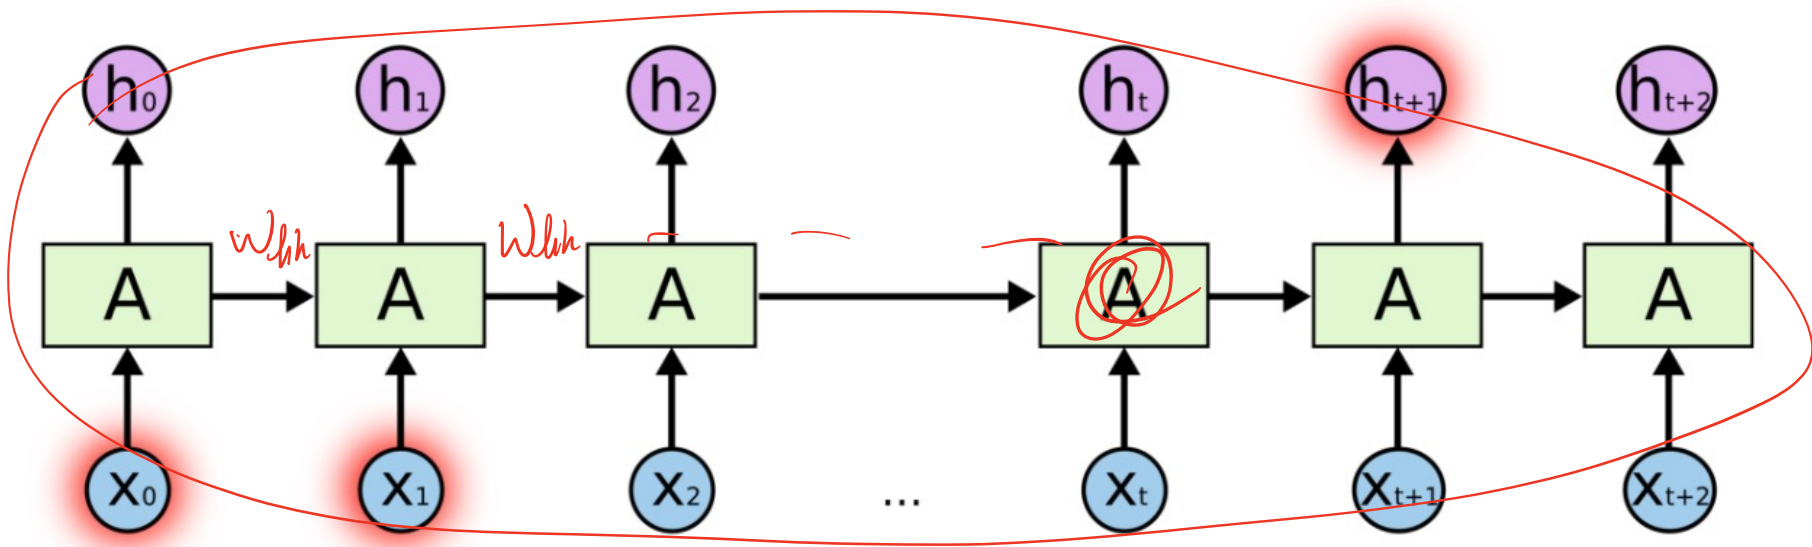 h0 h1 h2 ht ht+1 ht+2
Whh Whh
A A A A A A
x0 x1 x2 ... xt xt+1 xt+2